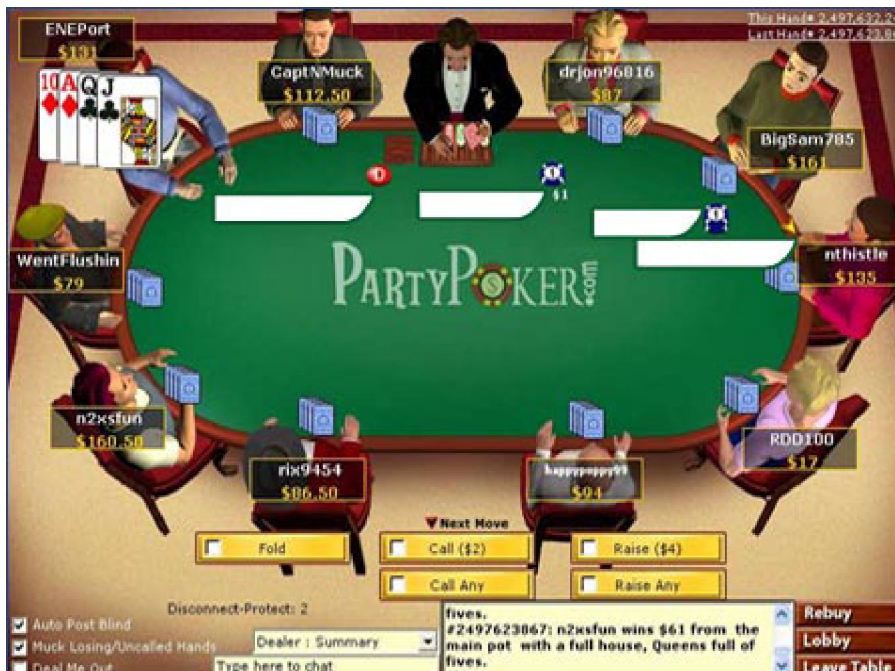 ENEPort
$131
10 A Q J
CaptNMuck
$112.50
drjon96816
$87
BigSam785
$161
D
$1
WentFlushin
$79
PARTYPOKER.com
nthistle
$135
n2xsfun
$160.50
rix9454
$86.50
happypoppy99
$94
RDD100
$17
Next Move
Fold
Call ($2)
Raise ($4)
Call Any
Raise Any
Disconnect-Protect: 2
Auto Post Blind
Muck Losing/Uncalled Hands
Deal Me Out
Dealer : Summary
Type here to chat
fives.
#2497623867: n2xsfun wins $61 from the
main pot with a full house, Queens full of
fives.
Rebuy
Lobby
Leave Table